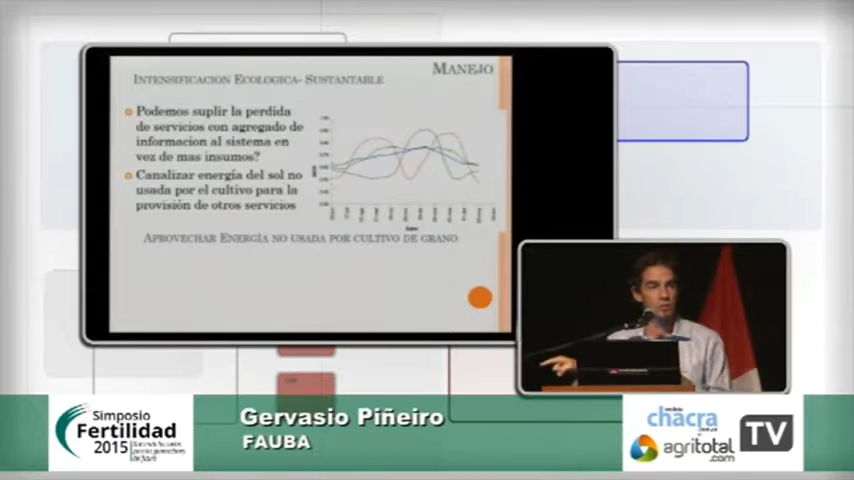 MANEJO
INTENSIFICACION ECOLOGICA- SUSTANTABLE
Podemos suplir la perdida
de servicios con agregado de
informacion al sistema en
vez de mas insumos?
Canalizar energía del sol no
usada por el cultivo para la
provisión de otros servicios
APROVECHAR ENERGÍA NO USADA POR CULTIVO DE GRANO
Simposio
Fertilidad
2015
Gervasio Piñeiro
FAUBA
chacra
agritotal
.com
TV